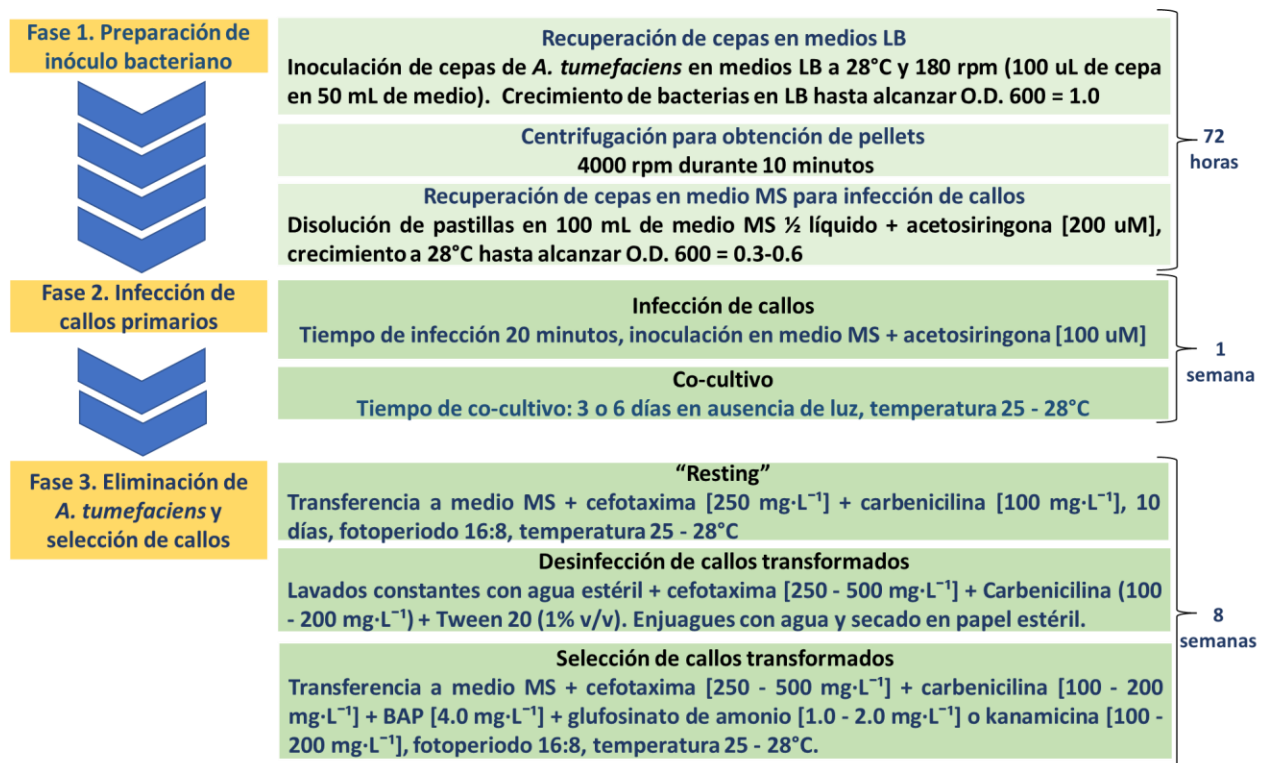 Fase 1. Preparación de
inóculo bacteriano
Recuperación de cepas en medios LB
Inoculación de cepas de A. tumefaciens en medios LB a 28°C y 180 rpm (100 uL de cepa
en 50 mL de medio). Crecimiento de bacterias en LB hasta alcanzar O.D. 600 = 1.0
Centrifugación para obtención de pellets
4000 rpm durante 10 minutos
Recuperación de cepas en medio MS para infección de callos
Disolución de pastillas en 100 mL de medio MS ½ líquido + acetosiringona [200 uM],
crecimiento a 28°C hasta alcanzar O.D. 600 = 0.3-0.6
72
horas
Fase 2. Infección de
callos primarios
Infección de callos
Tiempo de infección 20 minutos, inoculación en medio MS + acetosiringona [100 uM]
Co-cultivo
Tiempo de co-cultivo: 3 o 6 días en ausencia de luz, temperatura 25 - 28°C
1
semana
Fase 3. Eliminación de
A. tumefaciens y
selección de callos
“Resting”
Transferencia a medio MS + cefotaxima [250 mg·L⁻¹] + carbenicilina [100 mg·L⁻¹], 10
días, fotoperiodo 16:8, temperatura 25 - 28°C
Desinfección de callos transformados
Lavados constantes con agua estéril + cefotaxima [250 - 500 mg·L⁻¹] + Carbenicilina (100
- 200 mg·L⁻¹) + Tween 20 (1% v/v). Enjuagues con agua y secado en papel estéril.
Selección de callos transformados
Transferencia a medio MS + cefotaxima [250 - 500 mg·L⁻¹] + carbenicilina [100 - 200
mg·L⁻¹] + BAP [4.0 mg·L⁻¹] + glufosinato de amonio [1.0 - 2.0 mg·L⁻¹] o kanamicina [100 -
200 mg·L⁻¹], fotoperiodo 16:8, temperatura 25 - 28°C.
8
semanas